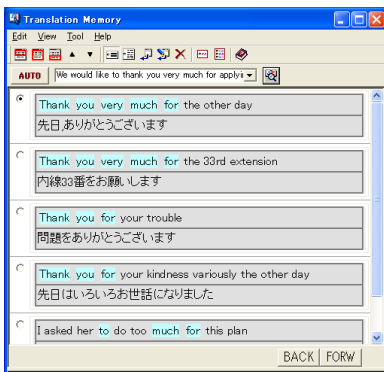 Translation Memory
Edit View Tool Help
AUTO We would like to thank you very much for applyi
Thank you very much for the other day
先日,ありがとうございます
Thank you very much for the 33rd extension
内線33番をお願いします
Thank you for your trouble
問題をありがとうございます
Thank you for your kindness variously the other day
先日はいろいろお世話になりました
I asked her to do too much for this plan
BACK FORW